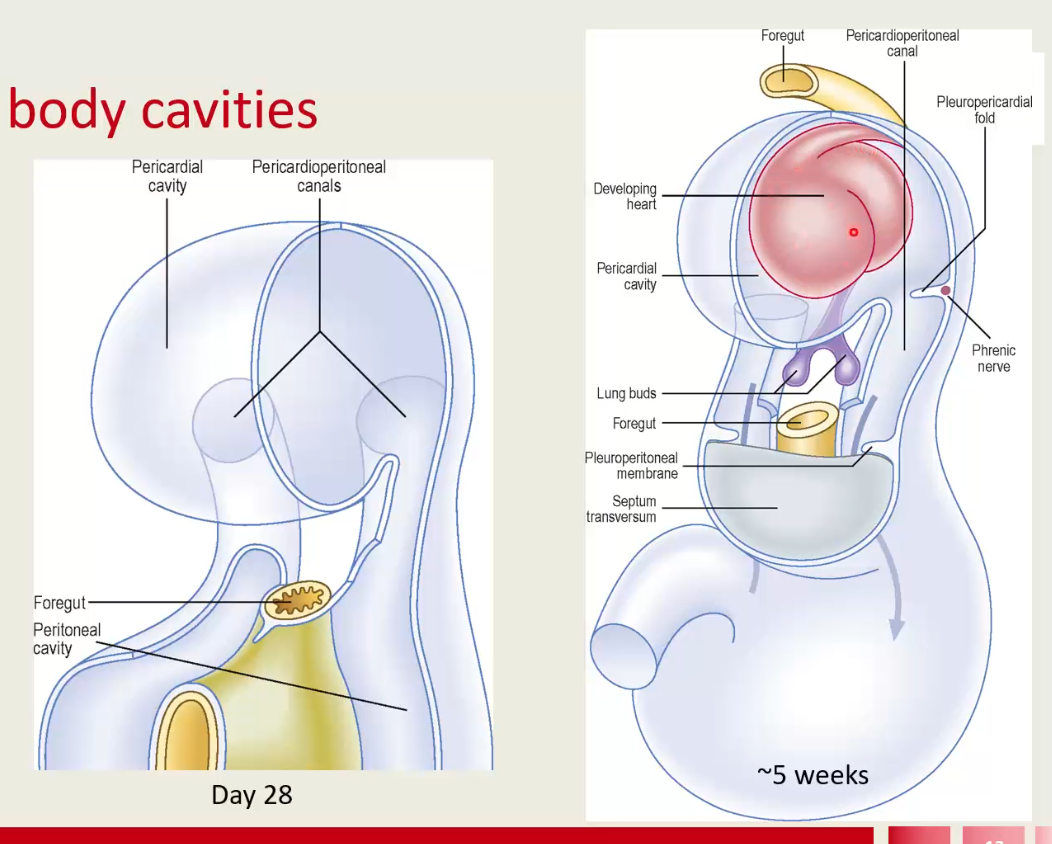 body cavities
Pericardial
cavity
Pericardioperitoneal
canals
Foregut
Peritoneal
cavity
Day 28
Foregut
Pericardioperitoneal
canal
Pleuropericardial
fold
Developing
heart
Pericardial
cavity
Phrenic
nerve
Lung buds
Foregut
Pleuroperitoneal
membrane
Septum
transversum
~5 weeks